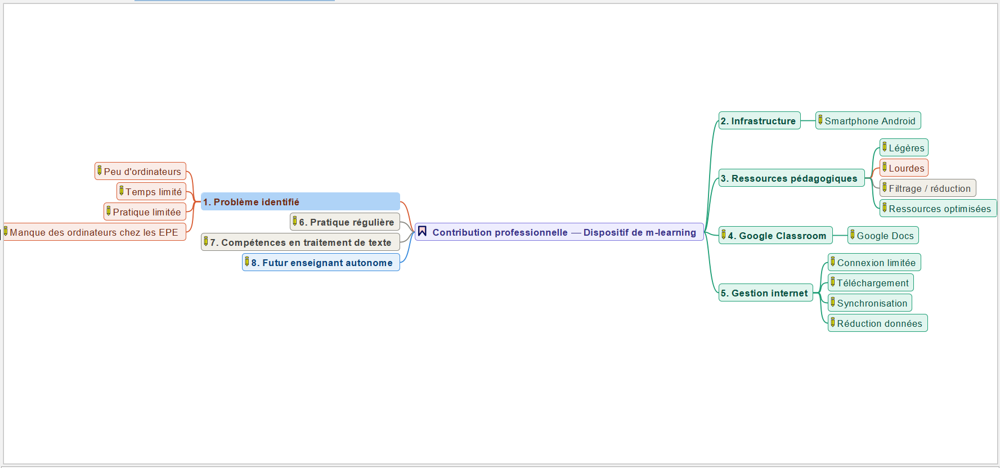 Peu d'ordinateurs
Temps limité
Pratique limitée
Manque des ordinateurs chez les EPE
1. Problème identifié
6. Pratique régulière
7. Compétences en traitement de texte
8. Futur enseignant autonome
Contribution professionnelle — Dispositif de m-learning
2. Infrastructure
Smartphone Android
3. Ressources pédagogiques
Légères
Lourdes
Filtrage / réduction
Ressources optimisées
4. Google Classroom
Google Docs
5. Gestion internet
Connexion limitée
Téléchargement
Synchronisation
Réduction données